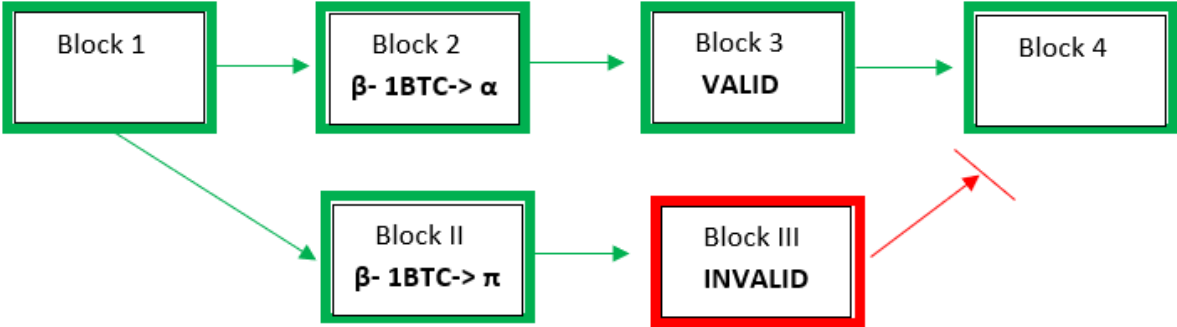 Block 1
Block 2
β- 1BTC-> α
Block 3
VALID
Block 4
Block II
β- 1BTC-> π
Block III
INVALID